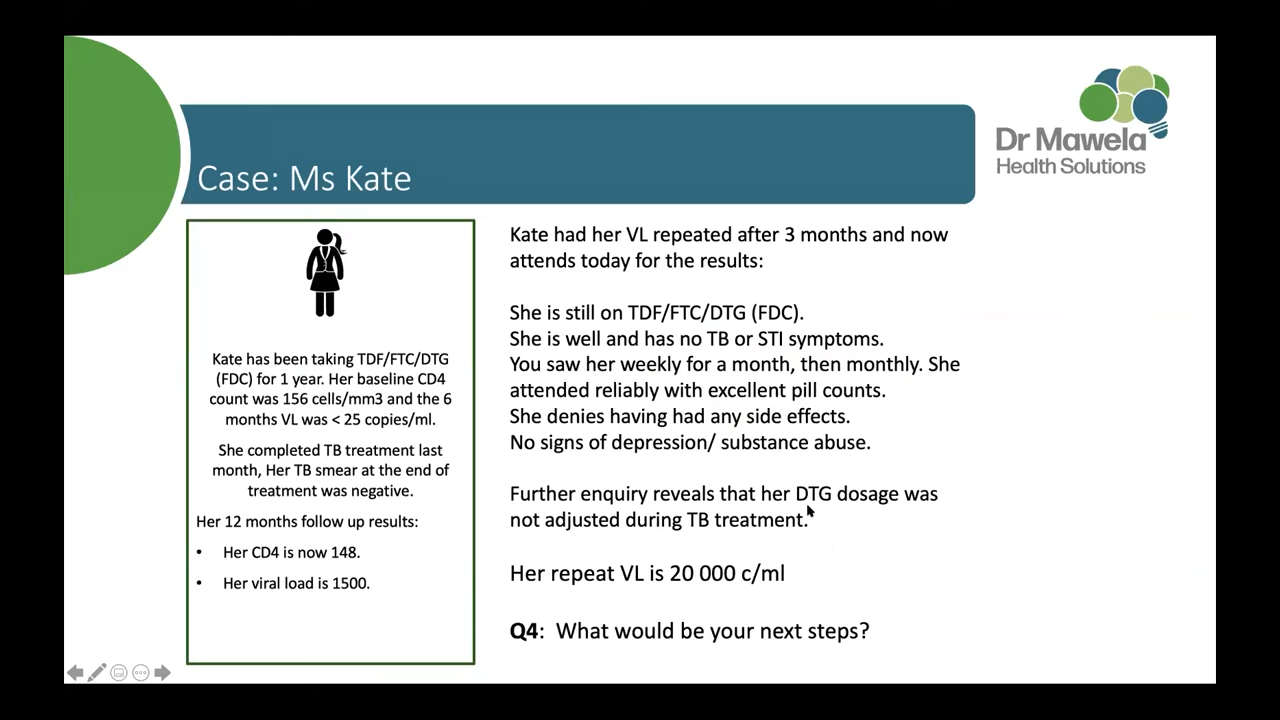 Dr Mawela
Health Solutions
Case: Ms Kate
Kate has been taking TDF/FTC/DTG
(FDC) for 1 year. Her baseline CD4
count was 156 cells/mm3 and the 6
months VL was < 25 copies/ml.
She completed TB treatment last
month, Her TB smear at the end of
treatment was negative.
Her 12 months follow up results:
• Her CD4 is now 148.
• Her viral load is 1500.
Kate had her VL repeated after 3 months and now
attends today for the results:
She is still on TDF/FTC/DTG (FDC).
She is well and has no TB or STI symptoms.
You saw her weekly for a month, then monthly. She
attended reliably with excellent pill counts.
She denies having had any side effects.
No signs of depression/ substance abuse.
Further enquiry reveals that her DTG dosage was
not adjusted during TB treatment.
Her repeat VL is 20 000 c/ml
Q4: What would be your next steps?